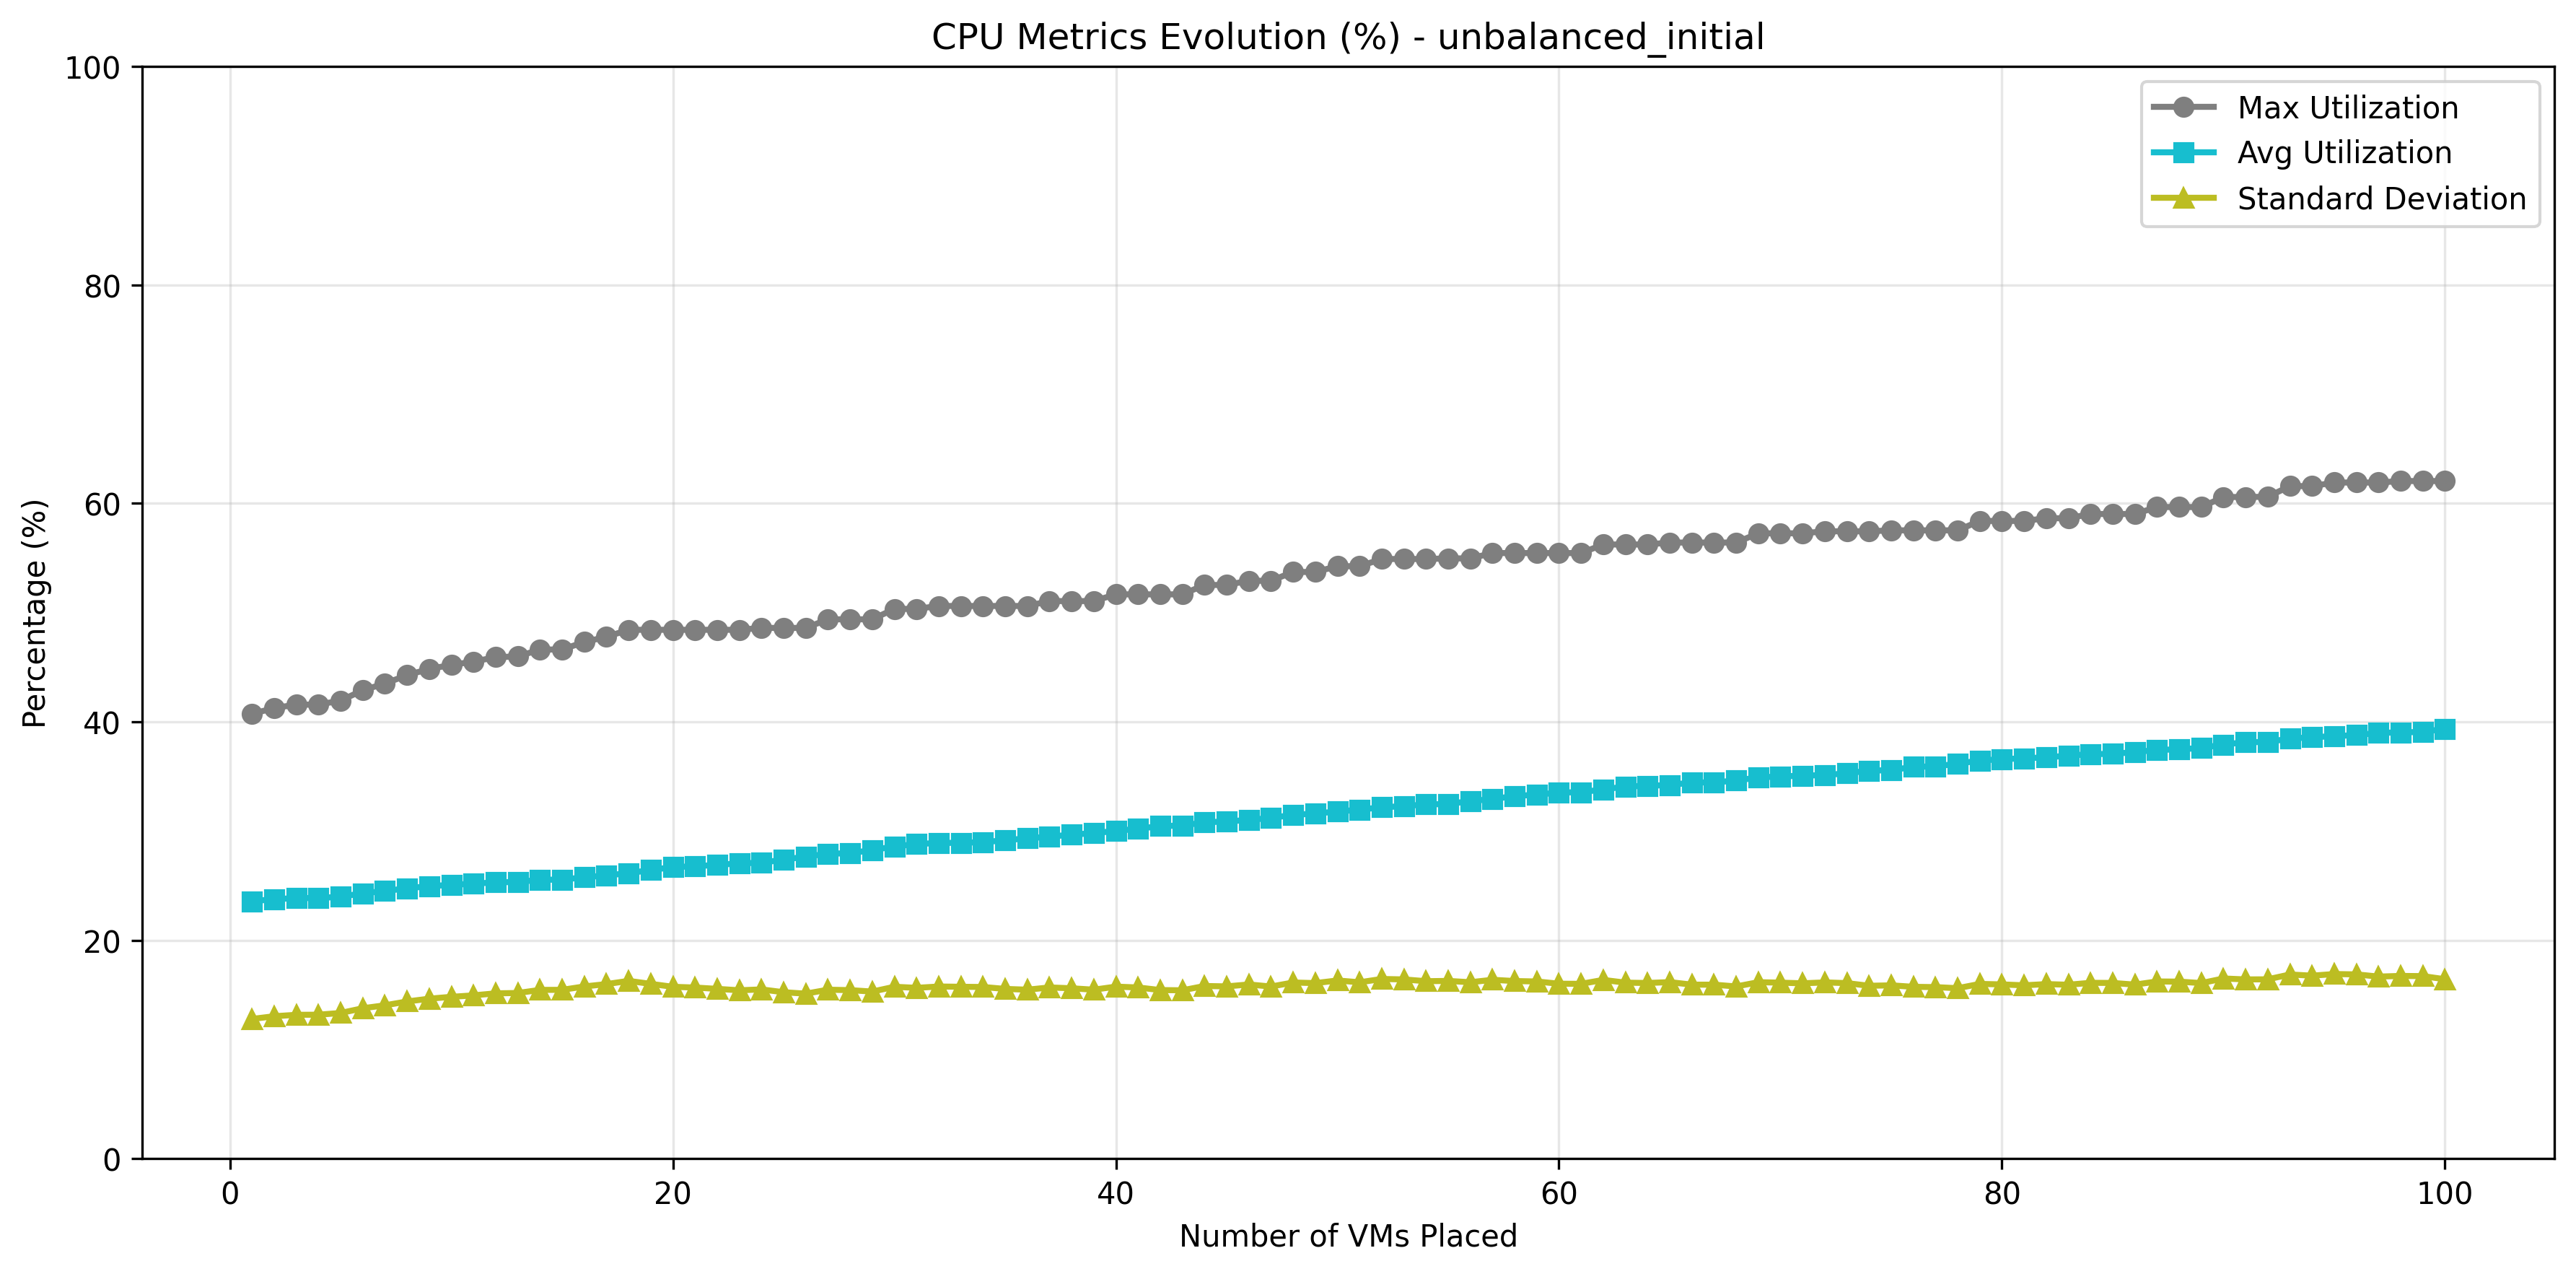 CPU Metrics Evolution (%) - unbalanced_initial
100
80
60
40
20
0
Percentage (%)
Max Utilization
Avg Utilization
Standard Deviation
0 20 40 60 80 100
Number of VMs Placed